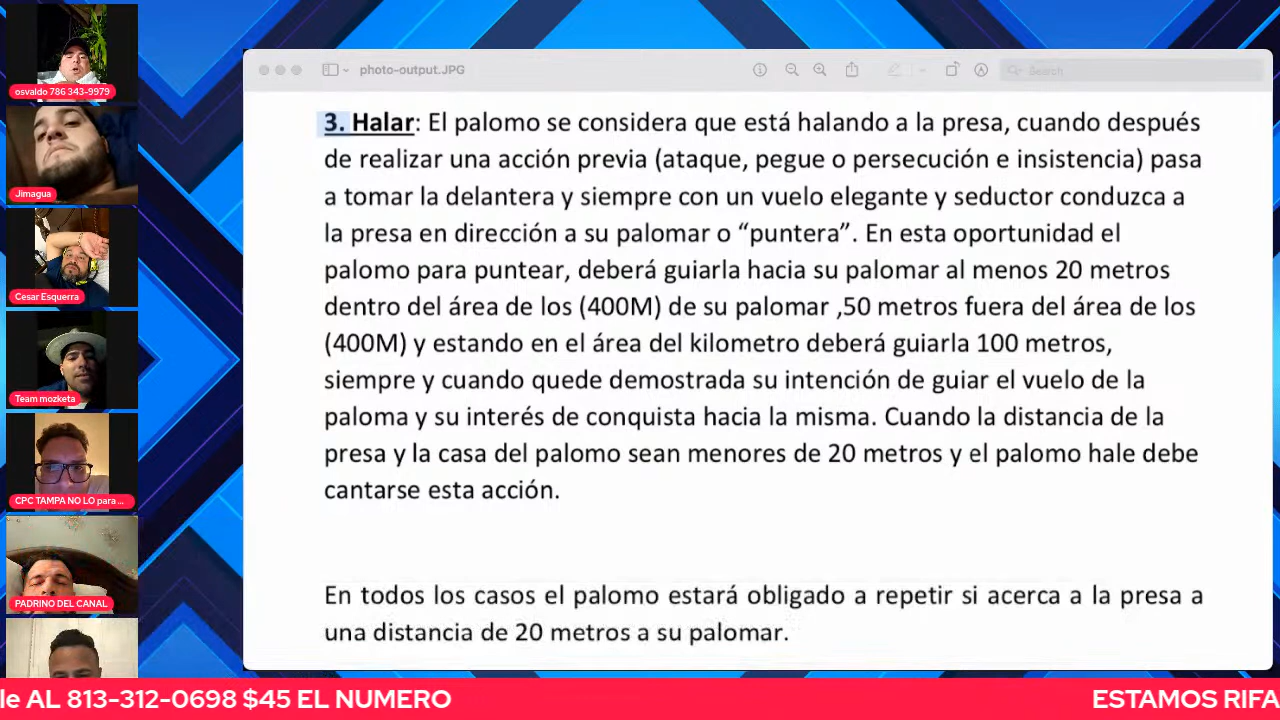 osvaldo 786 343-9979
Jimagua
Cesar Esquerra
Team mozketa
CPC TAMPA NO LO para ...
PADRINO DEL CANAL
photo-output.JPG
Search
3. Halar: El palomo se considera que está halando a la presa, cuando después
de realizar una acción previa (ataque, pegue o persecución e insistencia) pasa
a tomar la delantera y siempre con un vuelo elegante y seductor conduzca a
la presa en dirección a su palomar o “puntera”. En esta oportunidad el
palomo para puntear, deberá guiarla hacia su palomar al menos 20 metros
dentro del área de los (400M) de su palomar ,50 metros fuera del área de los
(400M) y estando en el área del kilometro deberá guiarla 100 metros,
siempre y cuando quede demostrada su intención de guiar el vuelo de la
paloma y su interés de conquista hacia la misma. Cuando la distancia de la
presa y la casa del palomo sean menores de 20 metros y el palomo hale debe
cantarse esta acción.
En todos los casos el palomo estará obligado a repetir si acerca a la presa a
una distancia de 20 metros a su palomar.
le AL 813-312-0698 $45 EL NUMERO
ESTAMOS RIFA